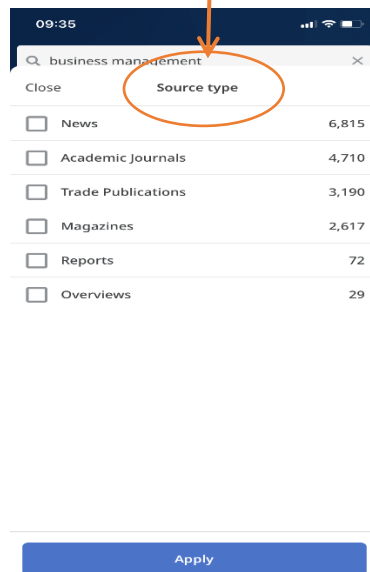 09:35
business management
Close Source type
News 6,815
Academic Journals 4,710
Trade Publications 3,190
Magazines 2,617
Reports 72
Overviews 29
Apply